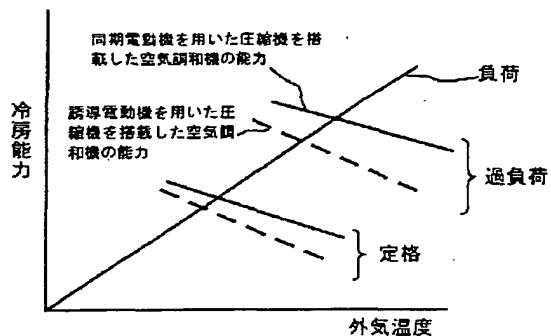 同期電動機を用いた圧縮機を搭
載した空気調和機の能力
負荷
誘導電動機を用いた圧
縮機を搭載した空気調
和機の能力
冷房能力
過負荷
定格
外気温度